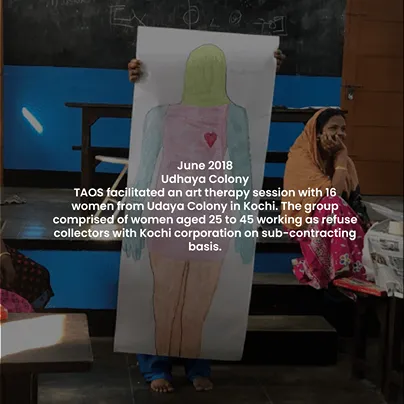 June 2018
Udhaya Colony
TAOS facilitated an art therapy session with 16
women from Udaya Colony in Kochi. The group
comprised of women aged 25 to 45 working as refuse
collectors with Kochi corporation on sub-contracting
basis.